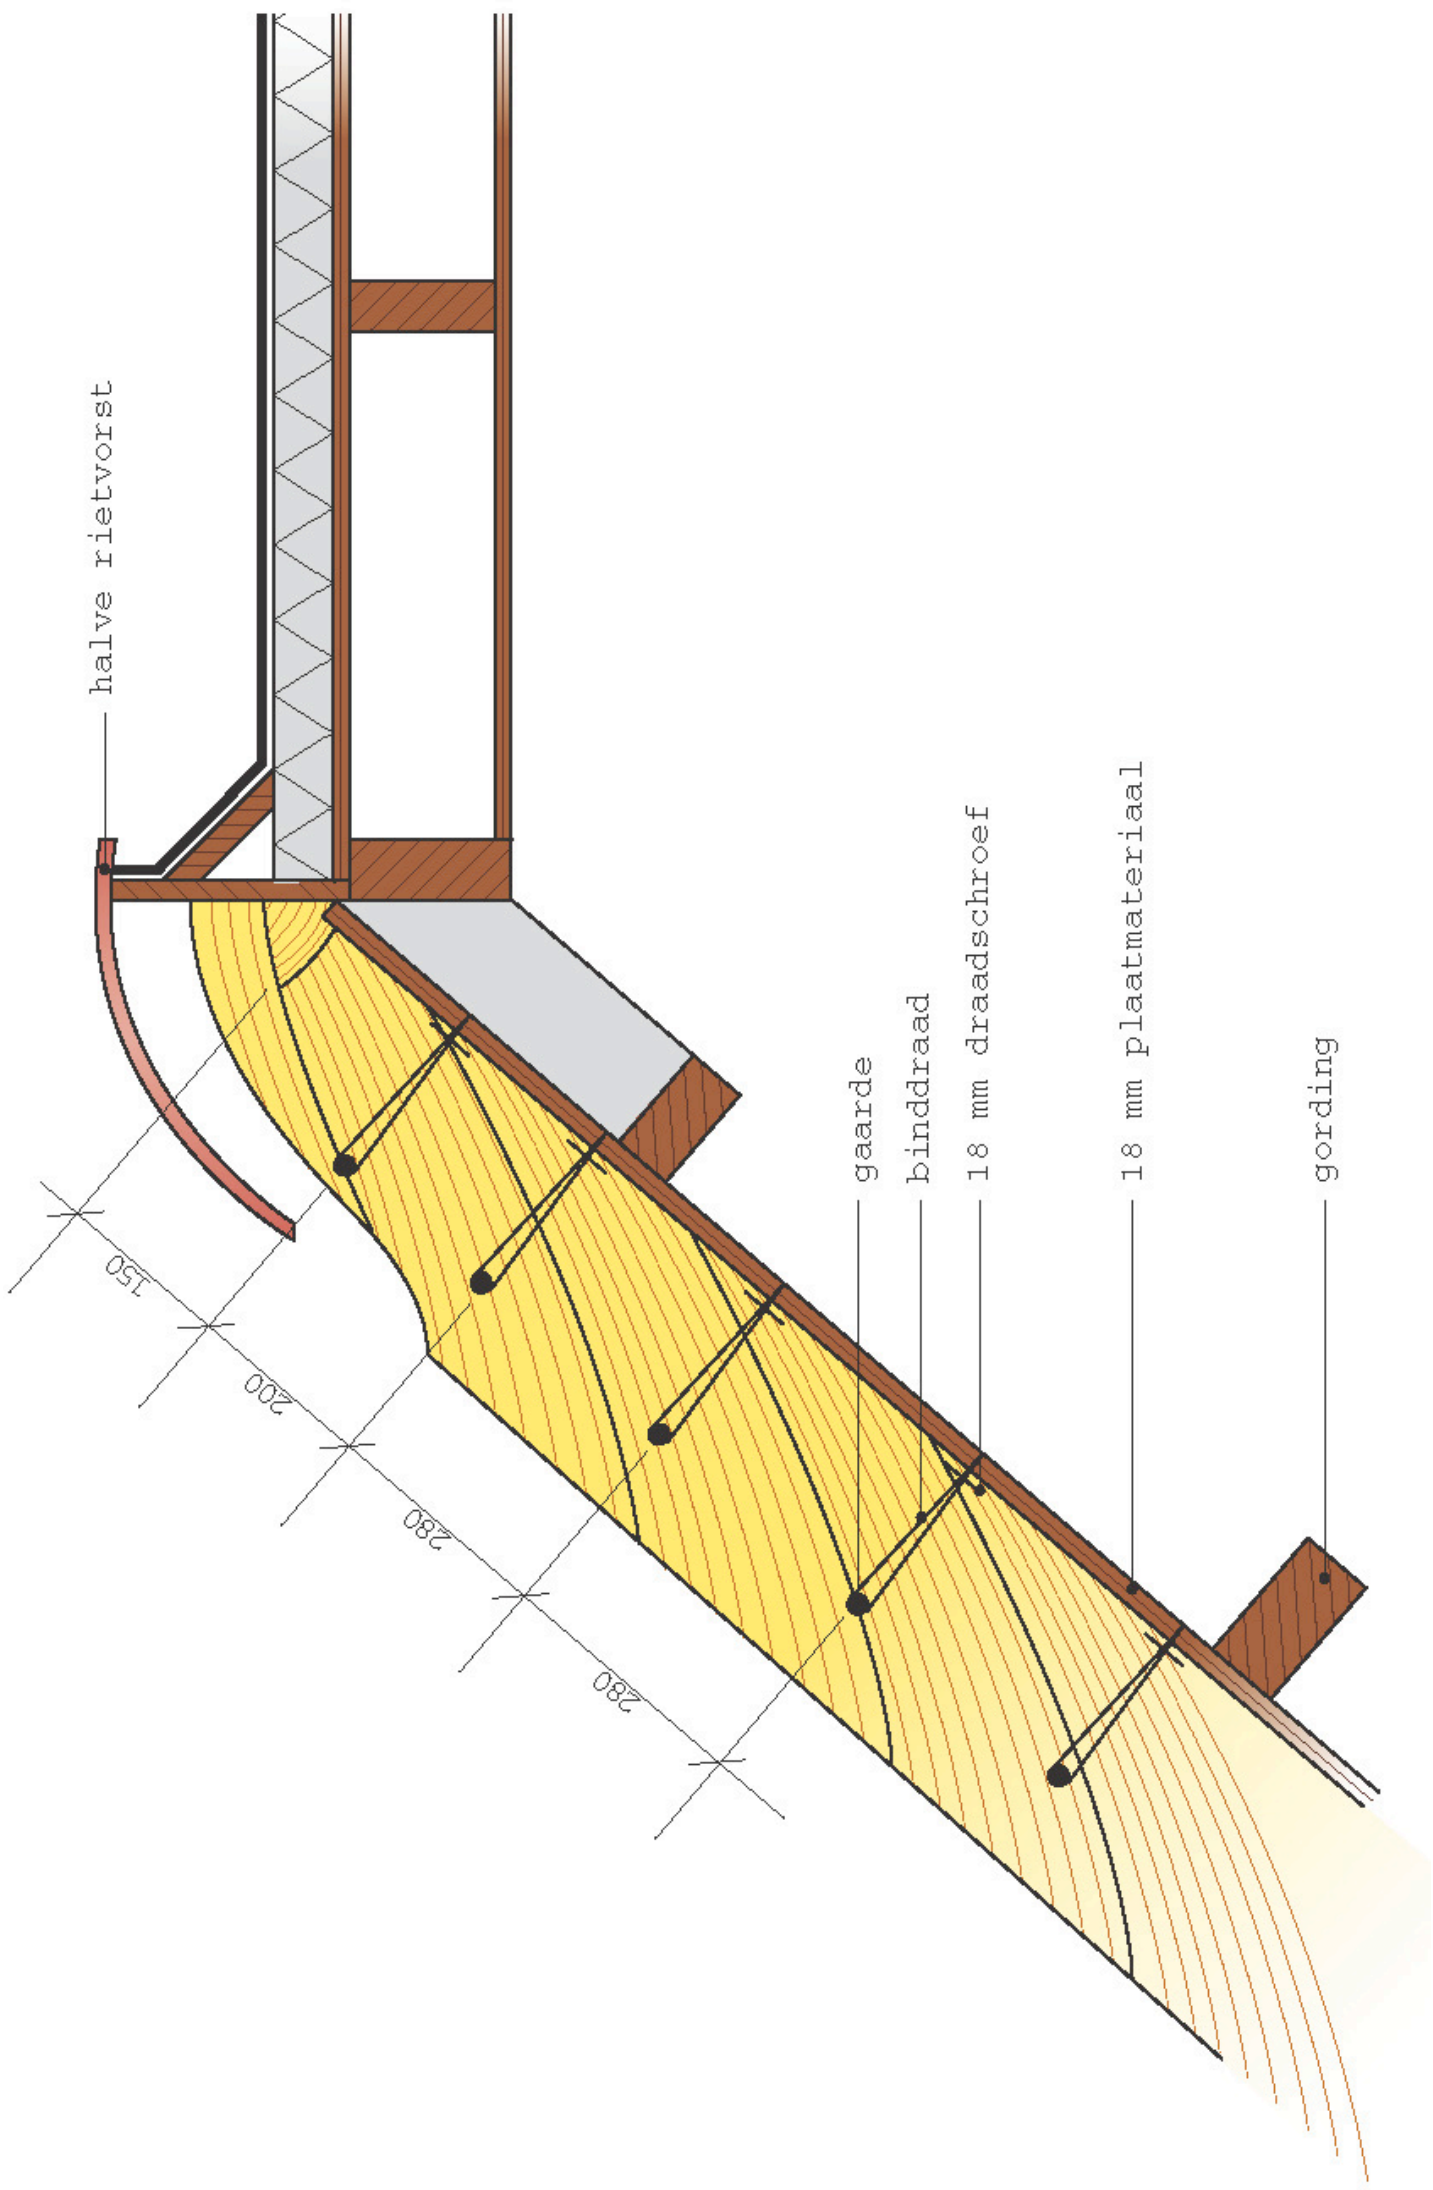 halve rietvorst
150
200
280
280
gaarde
binddraad
18 mm draadschroef
18 mm plaatmateriaal
gording